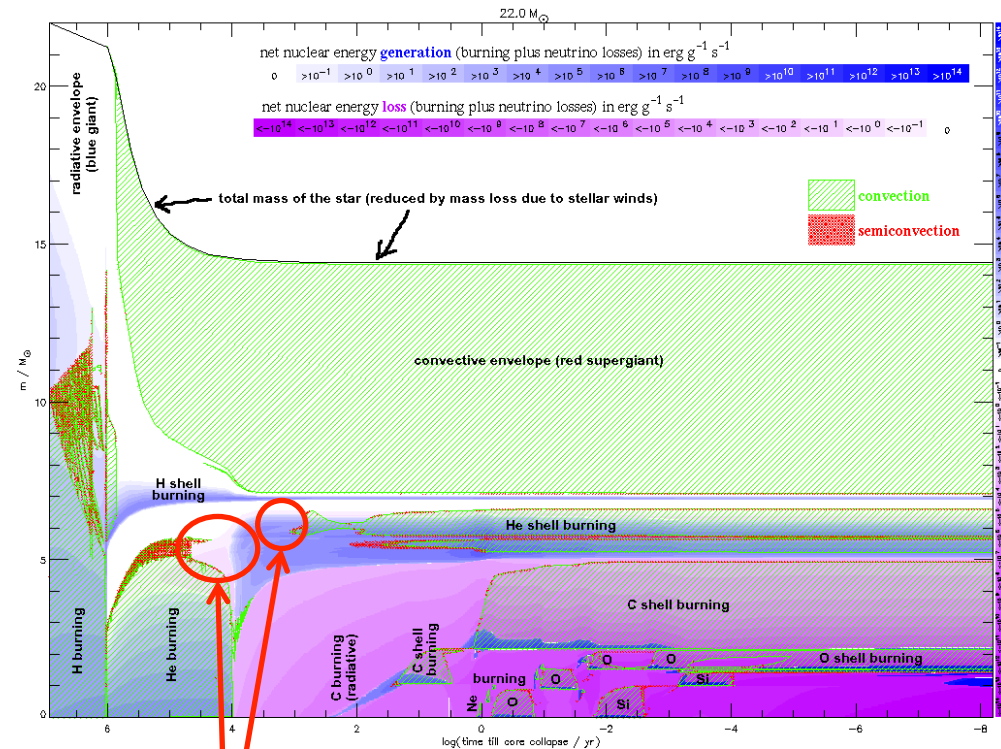 22.0 M⊙
net nuclear energy generation (burning plus neutrino losses) in erg g⁻¹ s⁻¹
0 >10⁻¹ >10⁰ >10¹ >10² >10³ >10⁴ >10⁵ >10⁶ >10⁷ >10⁸ >10⁹ >10¹⁰ >10¹¹ >10¹² >10¹³ >10¹⁴
net nuclear energy loss (burning plus neutrino losses) in erg g⁻¹ s⁻¹
<-10¹⁴ <-10¹³ <-10¹² <-10¹¹ <-10¹⁰ <-10⁹ <-10⁸ <-10⁷ <-10⁶ <-10⁵ <-10⁴ <-10³ <-10² <-10¹ <-10⁰ <-10⁻¹ 0
radiative envelope
(blue giant)
total mass of the star (reduced by mass loss due to stellar winds)
convection
semiconvection
convective envelope (red supergiant)
H shell
burning
He shell burning
C shell burning
H burning
He burning
C burning
(radiative)
C shell
burning
Ne
burning
O
O
O
O
O shell burning
Si
Si
m / M⊙
20
15
10
5
0
6 4 2 0 -2 -4 -6 -8
log(time till core collapse / yr)